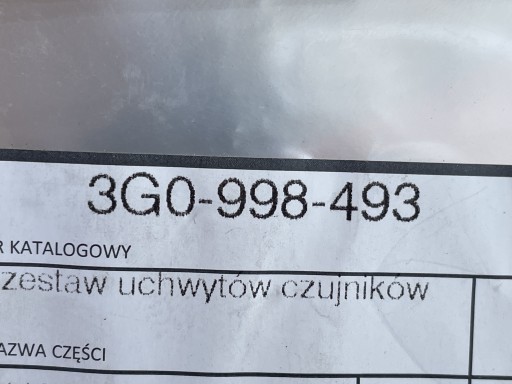 3G0-998-493
R KATALOGOWY
zestaw uchwytów czujników
AZWA CZĘŚCI